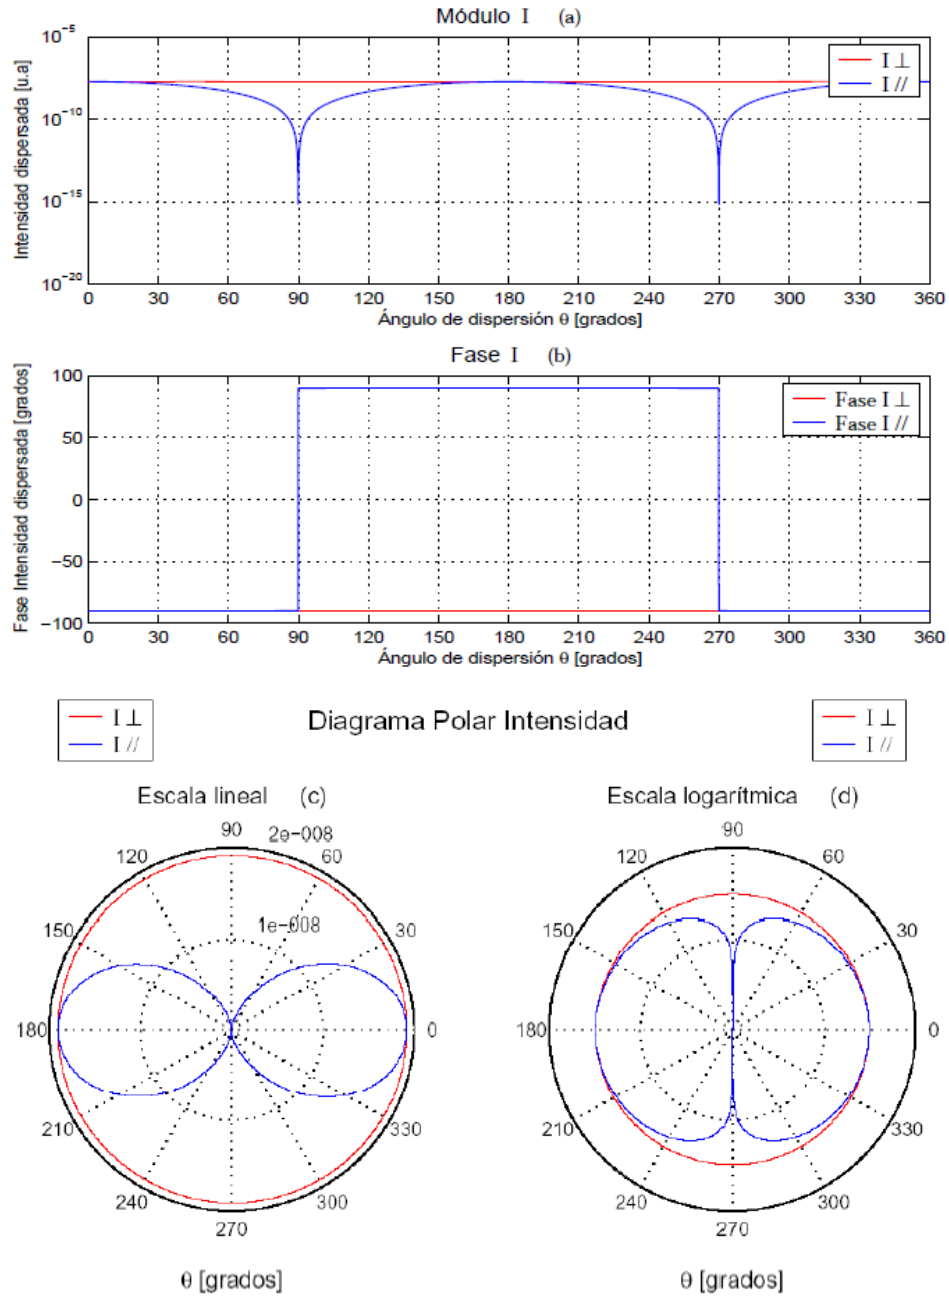 Módulo I (a)
Intensidad dispersada [u.a]
10⁻⁵
10⁻¹⁰
10⁻¹⁵
10⁻²⁰
I ⊥
I //
0 30 60 90 120 150 180 210 240 270 300 330 360
Ángulo de dispersión θ [grados]
Fase I (b)
Fase Intensidad dispersada [grados]
100
50
0
−50
−100
Fase I ⊥
Fase I //
0 30 60 90 120 150 180 210 240 270 300 330 360
Ángulo de dispersión θ [grados]
I ⊥
I //
Diagrama Polar Intensidad
I ⊥
I //
Escala lineal (c)
90
2e−008
120
60
1e−008
150
30
180
0
210
330
240
300
270
θ [grados]
Escala logarítmica (d)
90
120
60
150
30
180
0
210
330
240
300
270
θ [grados]